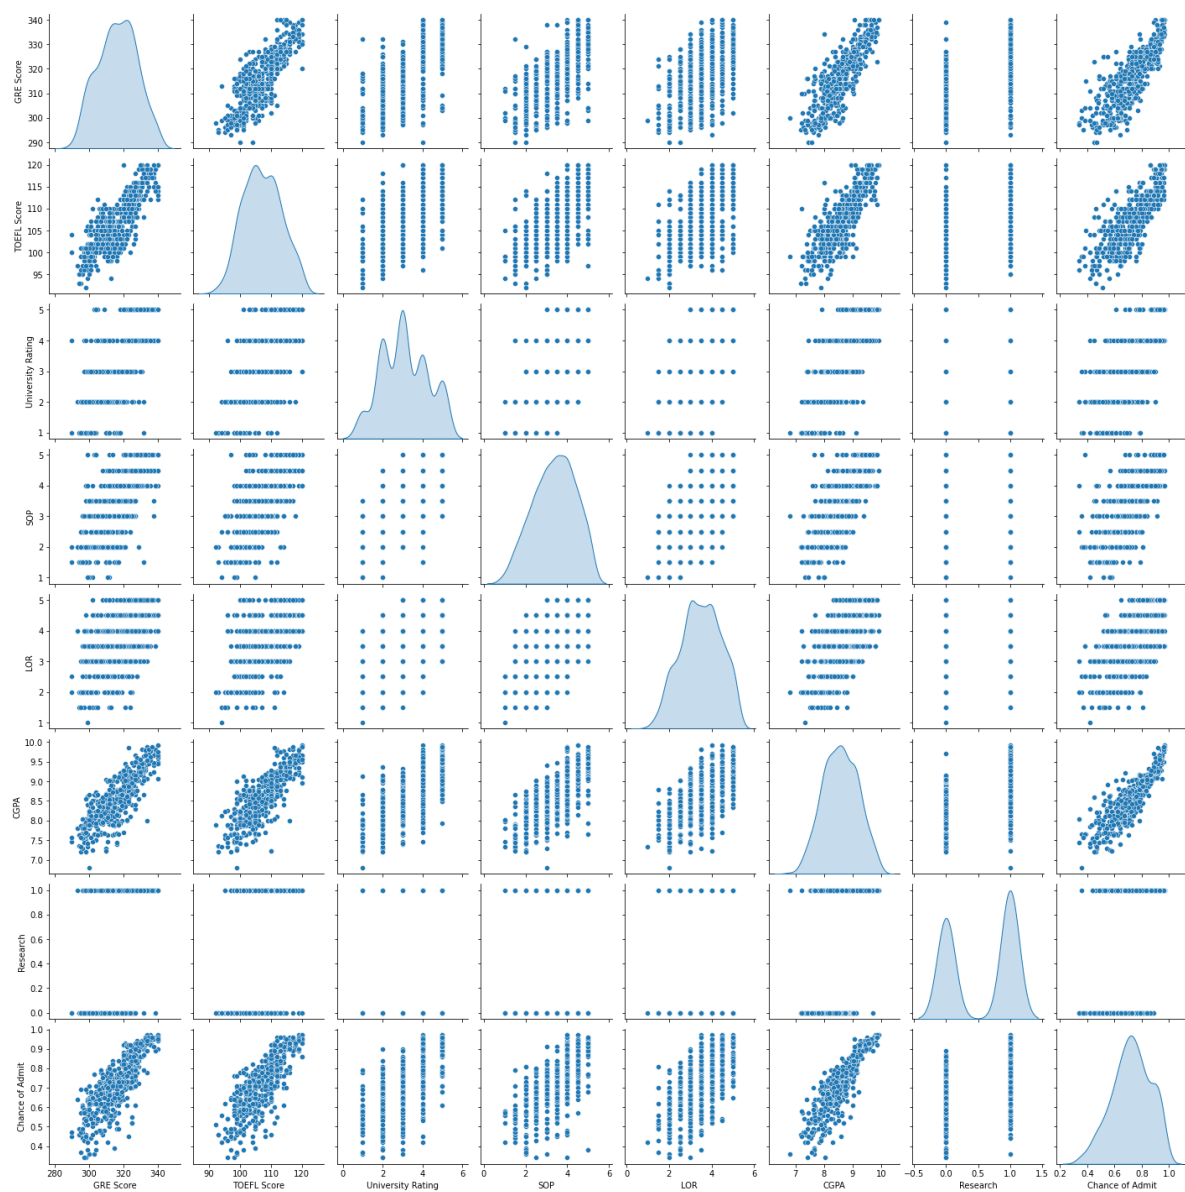 340
330
320
310
300
290
GRE Score
120
115
110
105
100
95
TOEFL Score
5
4
3
2
1
University Rating
5
4
3
2
1
SOP
5
4
3
2
1
LOR
10.0
9.5
9.0
8.5
8.0
7.5
7.0
CGPA
1.0
0.8
0.6
0.4
0.2
0.0
Research
1.0
0.9
0.8
0.7
0.6
0.5
0.4
Chance of Admit
280 300 320 340
90 100 110 120
0 2 4 6
0 2 4 6
0 2 4 6
7 8 9 10
−0.5 0.0 0.5 1.0 1.5
0.2 0.4 0.6 0.8 1.0
GRE Score TOEFL Score University Rating SOP LOR CGPA Research Chance of Admit